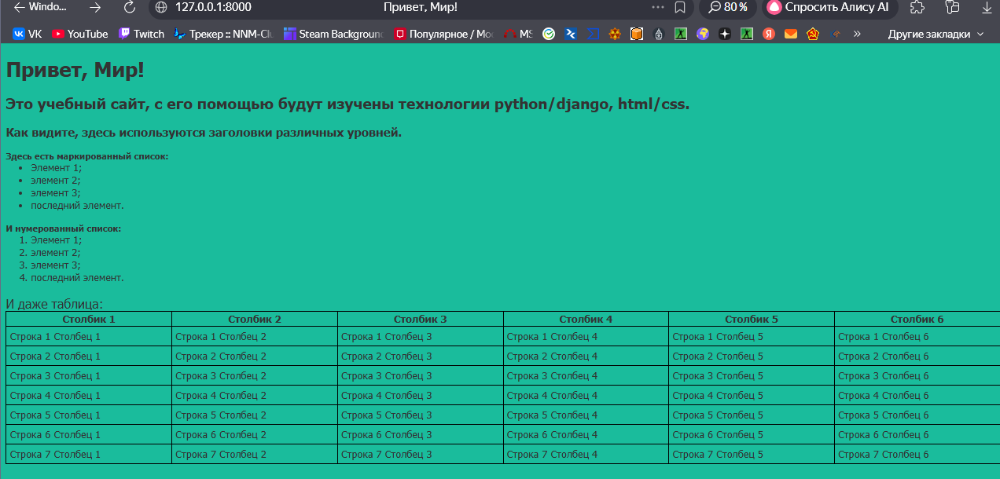 Windo... 127.0.0.1:8000 Привет, Мир! 80 % Спросить Алису AI
VK YouTube Twitch Трекер :: NNM-Cl Steam Background Популярное / Мо MS Другие закладки
Привет, Мир!
Это учебный сайт, с его помощью будут изучены технологии python/django, html/css.
Как видите, здесь используются заголовки различных уровней.
Здесь есть маркированный список:
• Элемент 1;
• элемент 2;
• элемент 3;
• последний элемент.
И нумерованный список:
1. Элемент 1;
2. элемент 2;
3. элемент 3;
4. последний элемент.
И даже таблица:
Столбик 1 Столбик 2 Столбик 3 Столбик 4 Столбик 5 Столбик 6
Строка 1 Столбец 1 Строка 1 Столбец 2 Строка 1 Столбец 3 Строка 1 Столбец 4 Строка 1 Столбец 5 Строка 1 Столбец 6
Строка 2 Столбец 1 Строка 2 Столбец 2 Строка 2 Столбец 3 Строка 2 Столбец 4 Строка 2 Столбец 5 Строка 2 Столбец 6
Строка 3 Столбец 1 Строка 3 Столбец 2 Строка 3 Столбец 3 Строка 3 Столбец 4 Строка 3 Столбец 5 Строка 3 Столбец 6
Строка 4 Столбец 1 Строка 4 Столбец 2 Строка 4 Столбец 3 Строка 4 Столбец 4 Строка 4 Столбец 5 Строка 4 Столбец 6
Строка 5 Столбец 1 Строка 5 Столбец 2 Строка 5 Столбец 3 Строка 5 Столбец 4 Строка 5 Столбец 5 Строка 5 Столбец 6
Строка 6 Столбец 1 Строка 6 Столбец 2 Строка 6 Столбец 3 Строка 6 Столбец 4 Строка 6 Столбец 5 Строка 6 Столбец 6
Строка 7 Столбец 1 Строка 7 Столбец 2 Строка 7 Столбец 3 Строка 7 Столбец 4 Строка 7 Столбец 5 Строка 7 Столбец 6